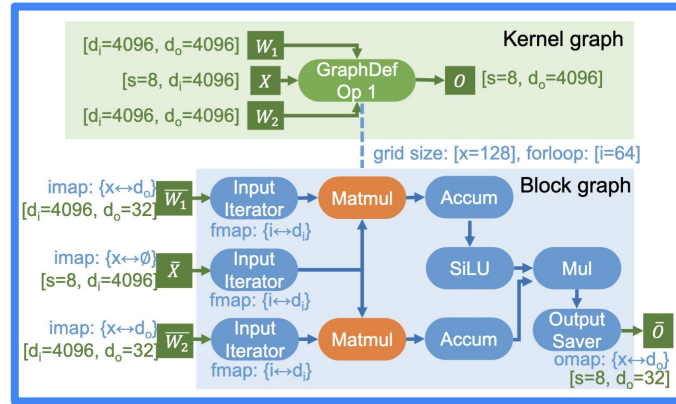 Kernel graph
[dᵢ=4096, dₒ=4096] W₁
[s=8, dᵢ=4096] X
GraphDef
Op 1
O [s=8, dₒ=4096]
[dᵢ=4096, dₒ=4096] W₂
grid size: [x=128], forloop: [i=64]
Block graph
imap: {x↔dₒ}
[dᵢ=4096, dₒ=32]
W̅₁
Input
Iterator
fmap: {i↔dᵢ}
Matmul
Accum
imap: {x↔∅}
[s=8, dᵢ=4096]
X̄
Input
Iterator
fmap: {i↔dᵢ}
SiLU
Mul
imap: {x↔dₒ}
[dᵢ=4096, dₒ=32]
W̅₂
Input
Iterator
fmap: {i↔dᵢ}
Matmul
Accum
Output
Saver
Ō
omap: {x↔dₒ}
[s=8, dₒ=32]